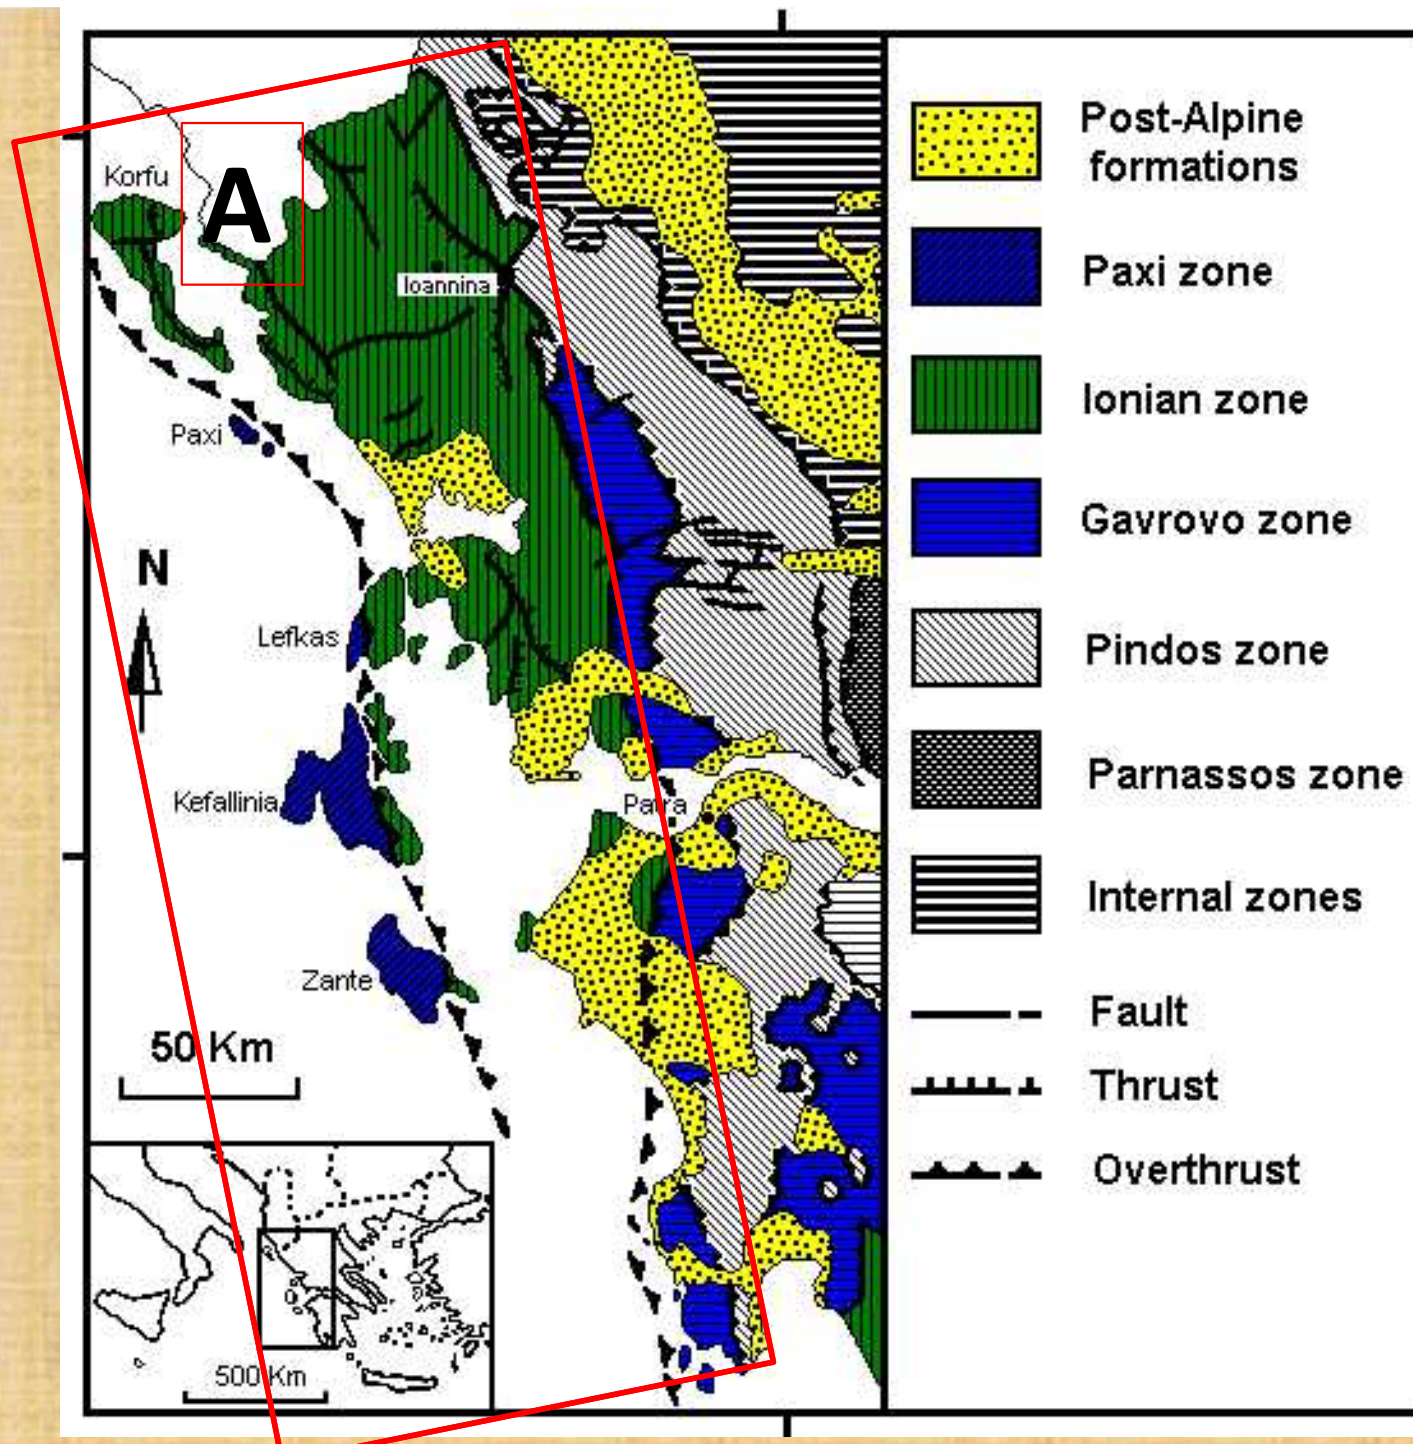 Korfu
A
Ioannina
Paxi
N
Lefkas
Kefallinia
Patra
Zante
50 Km
500 Km
Post-Alpine
formations
Paxi zone
Ionian zone
Gavrovo zone
Pindos zone
Parnassos zone
Internal zones
Fault
Thrust
Overthrust